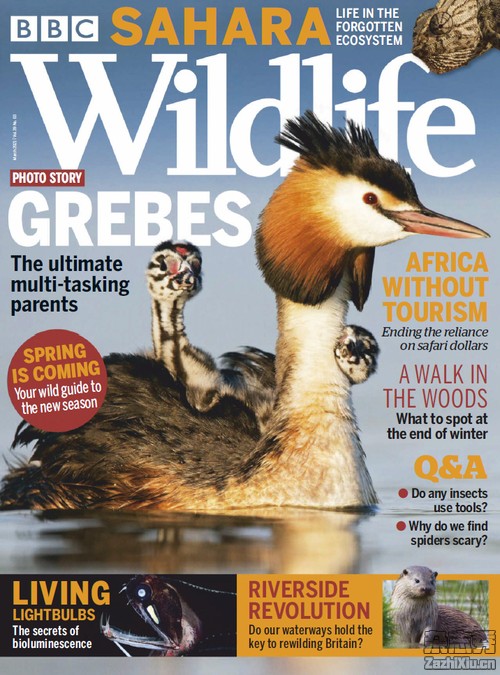 BBC SAHARA
LIFE IN THE
FORGOTTEN
ECOSYSTEM
Wildlife
PHOTO STORY
GREBES
The ultimate
multi-tasking
parents
SPRING
IS COMING
Your wild guide to
the new season
AFRICA
WITHOUT
TOURISM
Ending the reliance
on safari dollars
A WALK IN
THE WOODS
What to spot at
the end of winter
Q&A
Do any insects
use tools?
Why do we find
spiders scary?
LIVING
LIGHTBULBS
The secrets of
bioluminescence
RIVERSIDE
REVOLUTION
Do our waterways hold the
key to rewilding Britain?
ZazhiXiu.cn